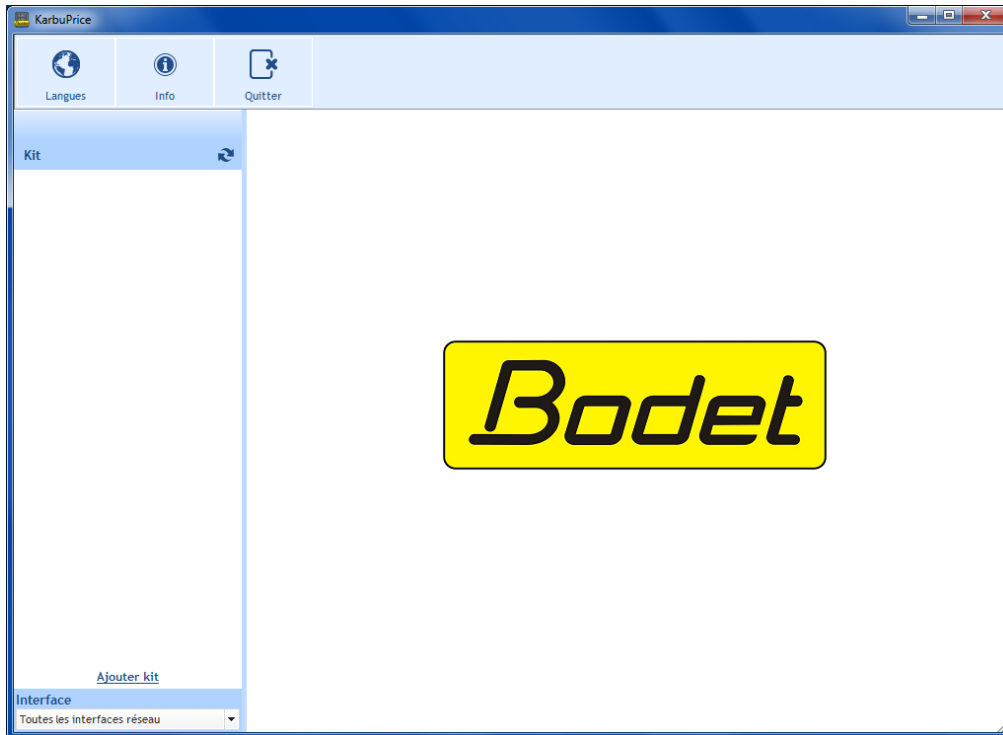 KarbuPrice
Langues
Info
Quitter
Kit
Bodet
Ajouter kit
Interface
Toutes les interfaces réseau